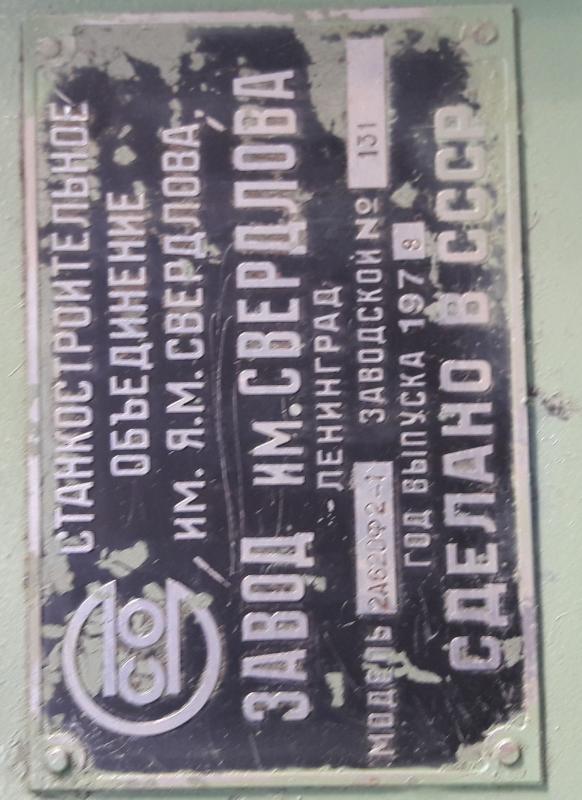 СТАНКОСТРОИТЕЛЬНОЕ
ОБЪЕДИНЕНИЕ
ИМ. Я.М.СВЕРДЛОВА,
ЗАВОД ИМ.СВЕРДЛОВА
ЛЕНИНГРАД
МОДЕЛЬ 2А620Ф2-1 ЗАВОДСКОЙ № 131
ГОД ВЫПУСКА 1978
СДЕЛАНО В СССР